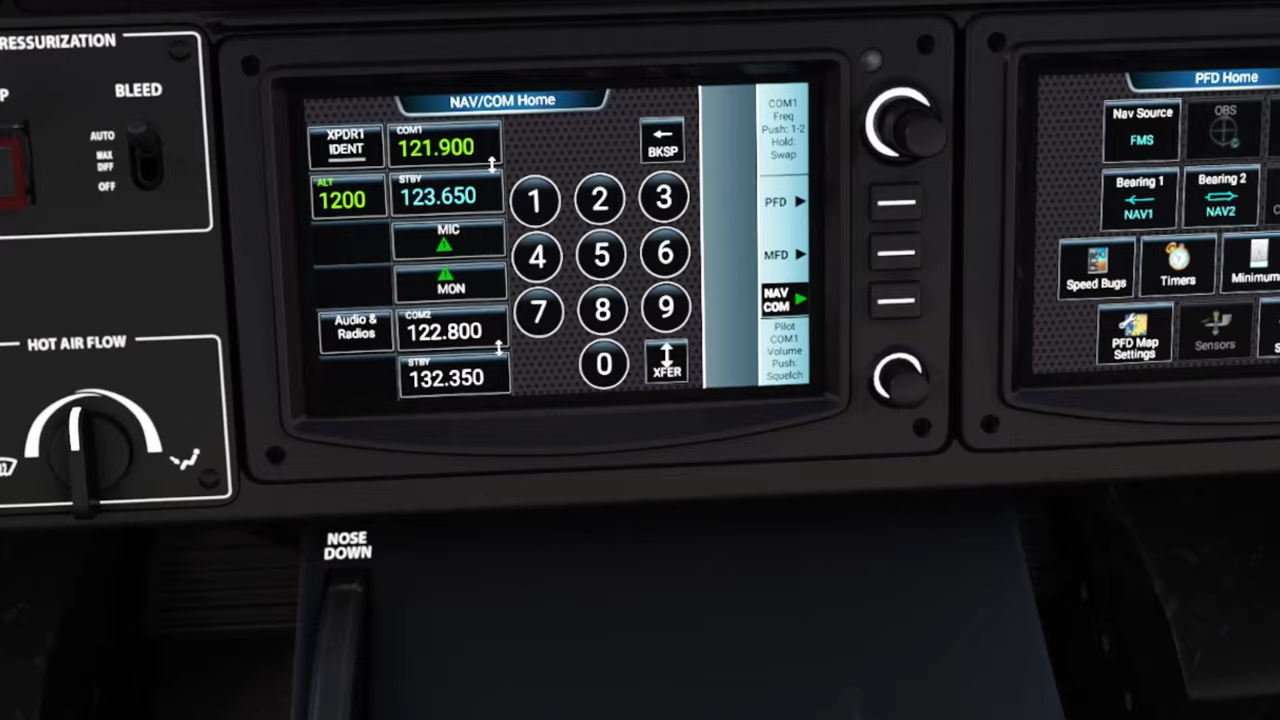 RESSURIZATION
P
BLEED
AUTO
MAX
DIFF
OFF
HOT AIR FLOW
NAV/COM Home
XPDR1
IDENT
COM1
121.900
ALT
1200
STBY
123.650
MIC
MON
Audio &
Radios
COM2
122.800
STBY
132.350
1
2
3
4
5
6
7
8
9
0
BKSP
XFER
COM1
Freq
Push: 1-2
Hold:
Swap
PFD
MFD
NAV
COM
Pilot
COM1
Volume
Push:
Squelch
PFD Home
Nav Source
FMS
OBS
Bearing 1
NAV1
Bearing 2
NAV2
Speed Bugs
Timers
Minimum
PFD Map
Settings
Sensors
NOSE
DOWN